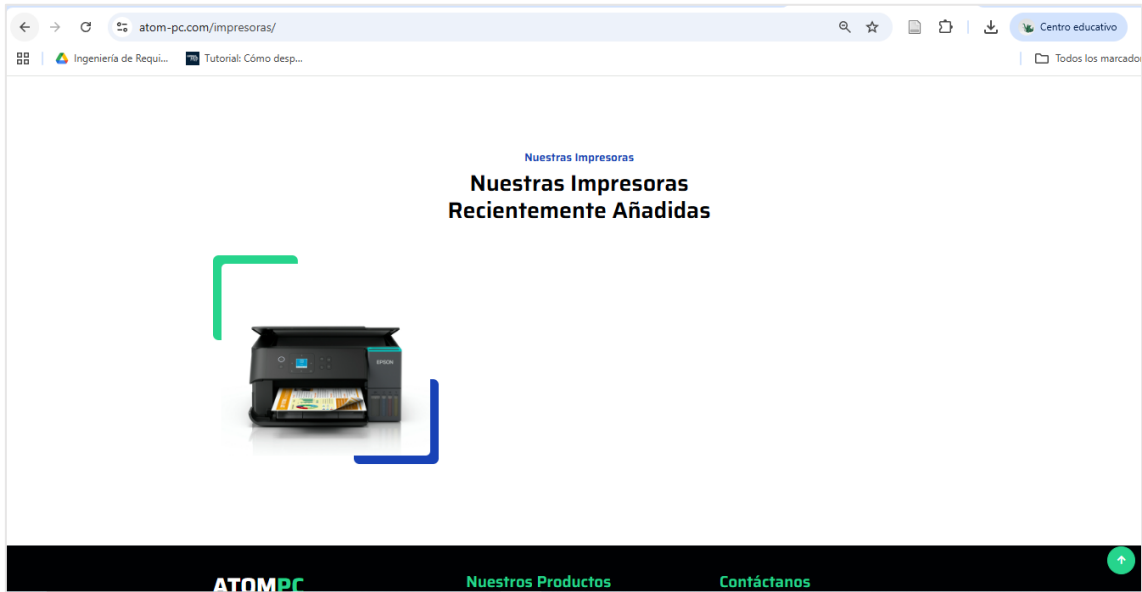 atom-pc.com/impresoras/
Centro educativo
Ingeniería de Requi...
Tutorial: Cómo desp...
Todos los marcado
Nuestras Impresoras
Nuestras Impresoras
Recientemente Añadidas
EPSON
ATOMPC
Nuestros Productos
Contáctanos